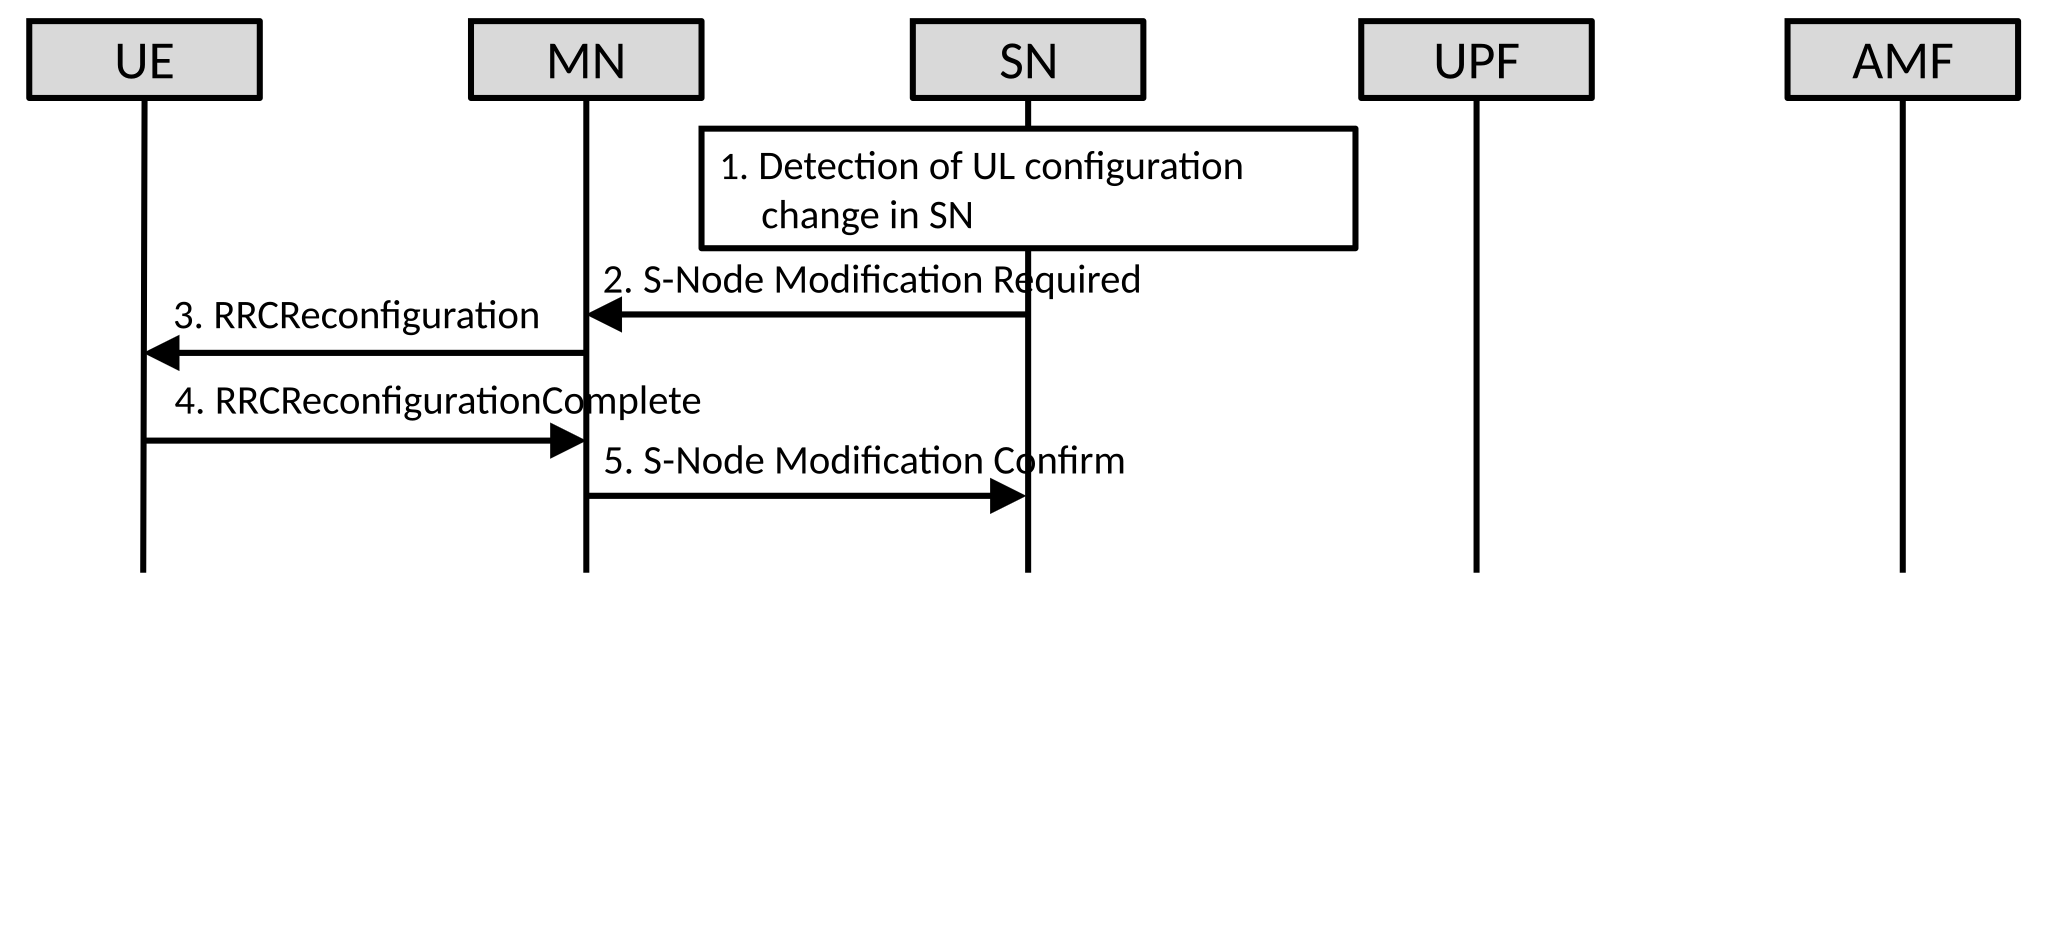 UE
MN
SN
UPF
AMF
1. Detection of UL configuration
change in SN
2. S-Node Modification Required
3. RRCReconfiguration
4. RRCReconfigurationComplete
5. S-Node Modification Confirm